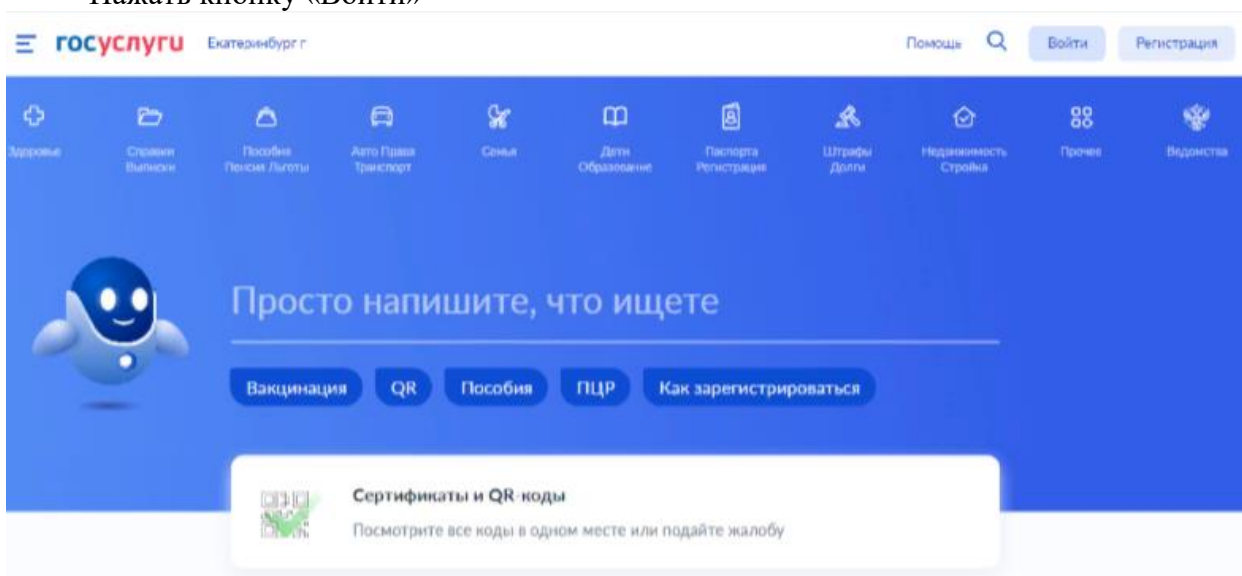 Нажать кнопку «Войти»
госуслуги Екатеринбург г Помощь Войти Регистрация
Здоровье Справки Пособия Авто Права Семья Дети Паспорта Штрафы Недвижимость Прочее Ведомства
Выписки Пенсия Льготы Транспорт Образование Регистрация Долги Стройка
Просто напишите, что ищете
Вакцинация QR Пособия ПЦР Как зарегистрироваться
Сертификаты и QR-коды
Посмотрите все коды в одном месте или подайте жалобу